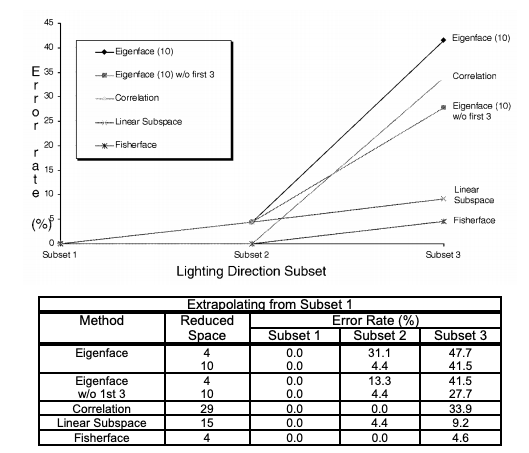 45
40
35
30
25
20
15
10
5
0
Error rate (%)
Eigenface (10)
Eigenface (10) w/o first 3
Correlation
Linear Subspace
Fisherface
Eigenface (10)
Correlation
Eigenface (10)
w/o first 3
Linear
Subspace
Fisherface
Subset 1 Subset 2 Subset 3
Lighting Direction Subset
Extrapolating from Subset 1
Method Reduced Error Rate (%)
Space Subset 1 Subset 2 Subset 3
Eigenface 4 0.0 31.1 47.7
10 0.0 4.4 41.5
Eigenface 4 0.0 13.3 41.5
w/o 1st 3 10 0.0 4.4 27.7
Correlation 29 0.0 0.0 33.9
Linear Subspace 15 0.0 4.4 9.2
Fisherface 4 0.0 0.0 4.6